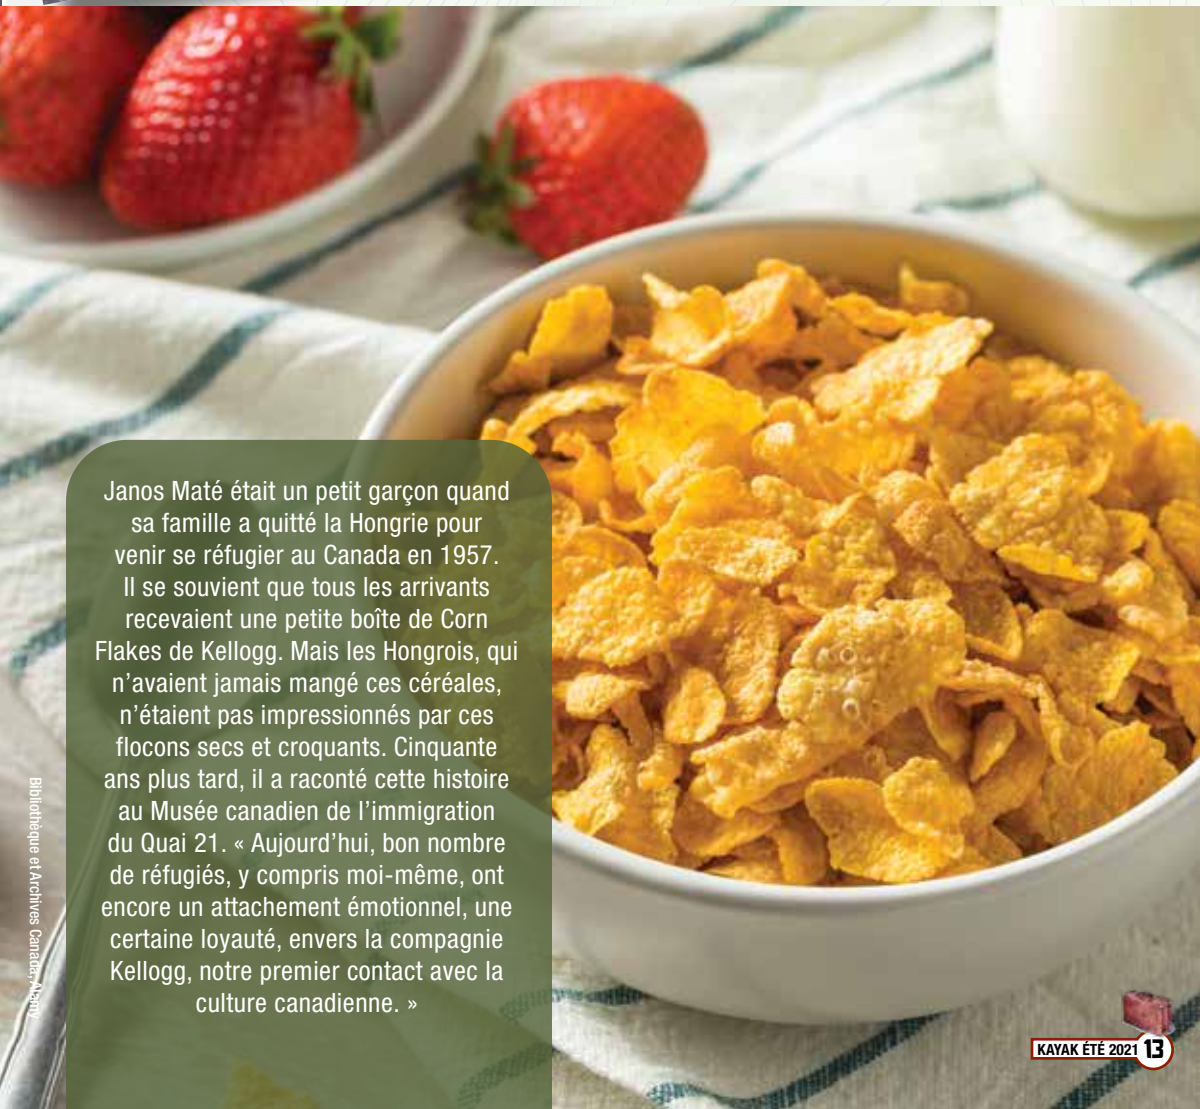 Janos Maté était un petit garçon quand
sa famille a quitté la Hongrie pour
venir se réfugier au Canada en 1957.
Il se souvient que tous les arrivants
recevaient une petite boîte de Corn
Flakes de Kellogg. Mais les Hongrois, qui
n’avaient jamais mangé ces céréales,
n’étaient pas impressionnés par ces
flocons secs et croquants. Cinquante
ans plus tard, il a raconté cette histoire
au Musée canadien de l’immigration
du Quai 21. « Aujourd’hui, bon nombre
de réfugiés, y compris moi-même, ont
encore un attachement émotionnel, une
certaine loyauté, envers la compagnie
Kellogg, notre premier contact avec la
culture canadienne. »
Bibliothèque et Archives Canada, Alamy
KAYAK ÉTÉ 2021 13